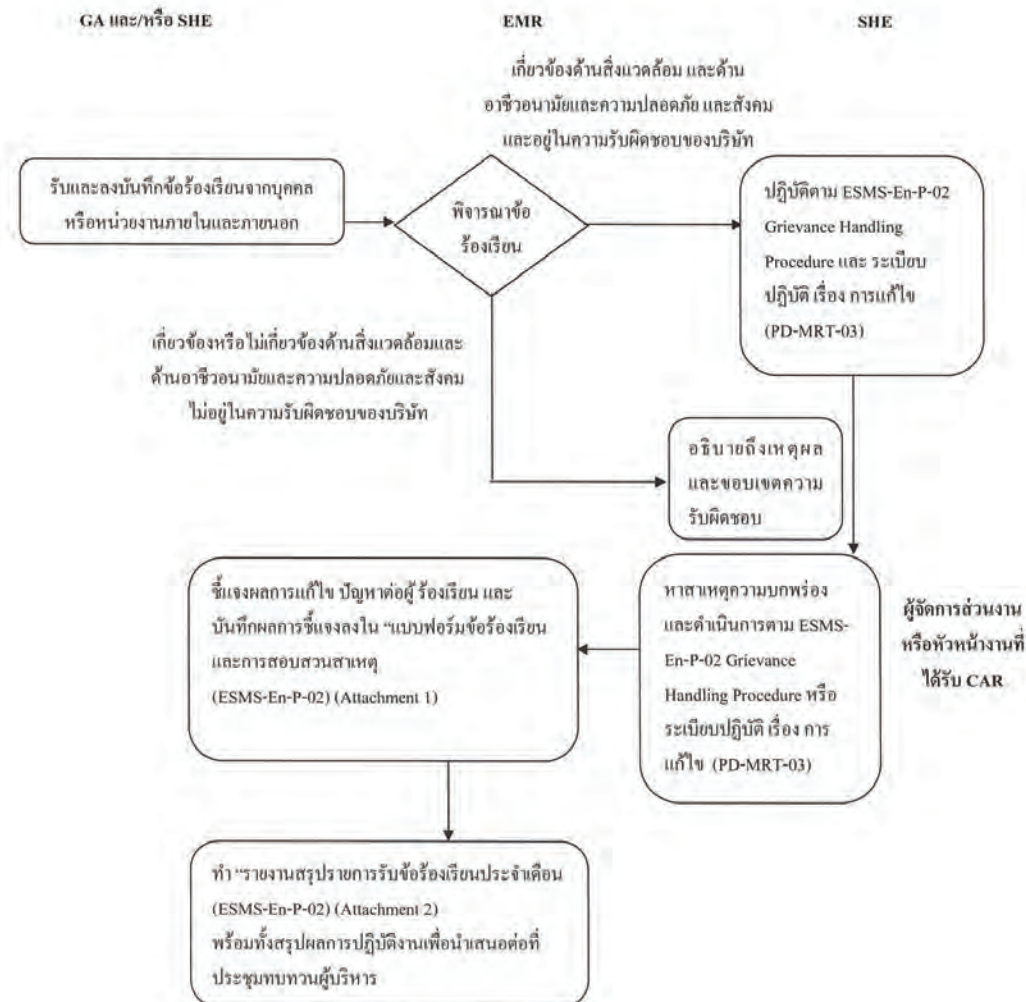 GA และ/หรือ SHE
EMR
SHE
เกี่ยวข้องด้านสิ่งแวดล้อม และด้าน
อาชีวอนามัยและความปลอดภัย และสังคม
และอยู่ในความรับผิดชอบของบริษัท
รับและลงบันทึกข้อร้องเรียนจากบุคคล
หรือหน่วยงานภายในและภายนอก
พิจารณาข้อ
ร้องเรียน
ปฏิบัติตาม ESMS-En-P-02
Grievance Handling
Procedure และ ระเบียบ
ปฏิบัติ เรื่อง การแก้ไข
(PD-MRT-03)
เกี่ยวข้องหรือไม่เกี่ยวข้องด้านสิ่งแวดล้อมและ
ด้านอาชีวอนามัยและความปลอดภัยและสังคม
ไม่อยู่ในความรับผิดชอบของบริษัท
อธิบายถึงเหตุผล
และขอบเขตความ
รับผิดชอบ
ชี้แจงผลการแก้ไข ปัญหาต่อผู้ ร้องเรียน และ
บันทึกผลการชี้แจงลงใน “แบบฟอร์มข้อร้องเรียน
และการสอบสวนสาเหตุ
(ESMS-En-P-02) (Attachment 1)
หาสาเหตุความบกพร่อง
และดำเนินการตาม ESMS-
En-P-02 Grievance
Handling Procedure หรือ
ระเบียบปฏิบัติ เรื่อง การ
แก้ไข (PD-MRT-03)
ผู้จัดการส่วนงาน
หรือหัวหน้างานที่
ได้รับ CAR
ทำ “รายงานสรุปรายการรับข้อร้องเรียนประจำเดือน
(ESMS-En-P-02) (Attachment 2)
พร้อมทั้งสรุปผลการปฏิบัติงานเพื่อนำเสนอต่อที่
ประชุมทบทวนผู้บริหาร